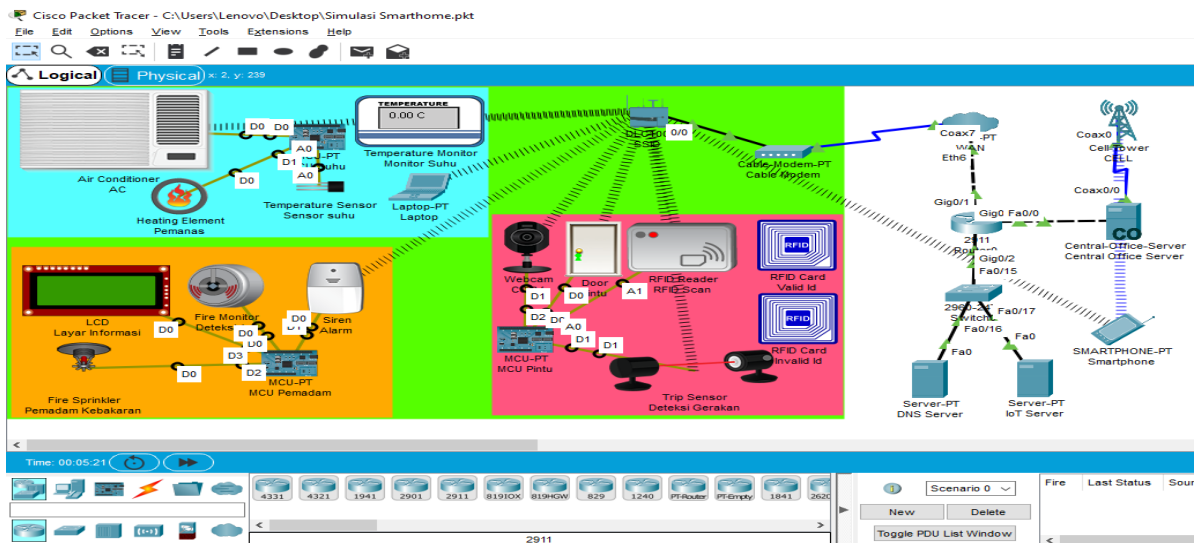 Cisco Packet Tracer - C:\Users\Lenovo\Desktop\Simulasi Smarthome.pkt
File Edit Options View Tools Extensions Help
Logical Physical x: 2, y: 239
TEMPERATURE
0.00 C
Temperature Monitor
Monitor Suhu
D0 D0
A0
D1
A0
D0
Air Conditioner
AC
Heating Element
Pemanas
Temperature Sensor
Sensor suhu
Laptop-PT
Laptop
0/0
Cable-Modem-PT
Cable Modem
Coax7
-PT
WAN
Eth6
Coax0
Cell-Tower
CELL
Coax0/0
Gig0/1
Gig0 Fa0/0
2911
Gig0/2
Fa0/15
CO
Central-Office-Server
Central Office Server
Fa0/17
Fa0/16
Fa0
Fa0
SMARTPHONE-PT
Smartphone
Server-PT
DNS Server
Server-PT
IoT Server
LCD
Layar Informasi
Fire Monitor
Siren
Alarm
D0
D0
D0
D3
D2
D0
MCU-PT
MCU Pemadam
Fire Sprinkler
Pemadam Kebakaran
Webcam
Door
RFID Reader
RFID Scan
RFID
RFID Card
Valid Id
D1
D0
A1
D2
A0
D1
D1
MCU-PT
MCU Pintu
RFID
RFID Card
Invalid Id
Trip Sensor
Deteksi Gerakan
Time: 00:05:21
4331 4321 1941 2901 2911 819IOX 819HGW 829 1240 PT-Router PT-Empty 1841
2911
Scenario 0
New Delete
Toggle PDU List Window
Fire Last Status